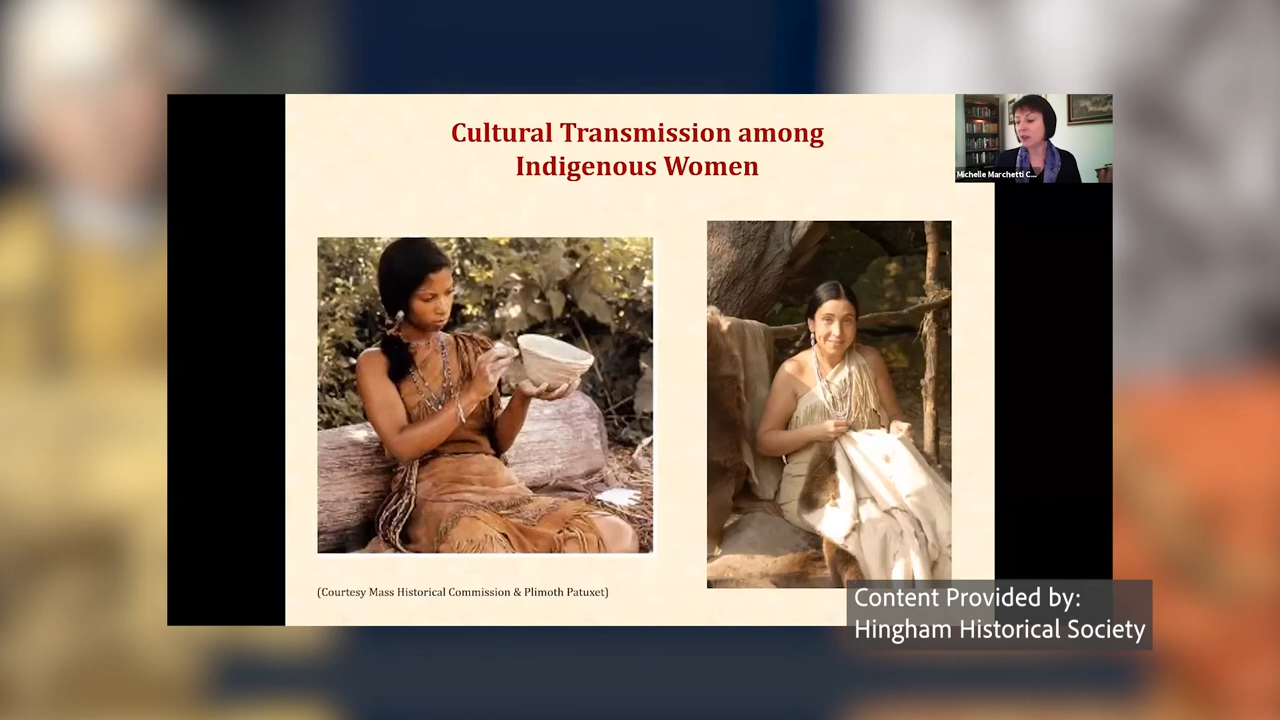 Cultural Transmission among
Indigenous Women
Michelle Marchetti C...
(Courtesy Mass Historical Commission & Plimoth Patuxet)
Content Provided by:
Hingham Historical Society